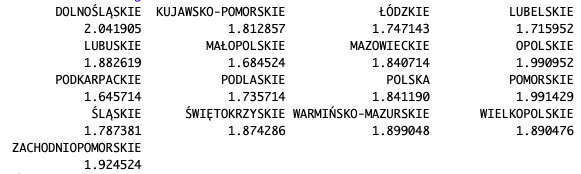 DOLNOŚLĄSKIE KUJAWSKO-POMORSKIE ŁÓDZKIE LUBELSKIE
2.041905 1.812857 1.747143 1.715952
LUBUSKIE MAŁOPOLSKIE MAZOWIECKIE OPOLSKIE
1.882619 1.684524 1.840714 1.990952
PODKARPACKIE PODLASKIE POLSKA POMORSKIE
1.645714 1.735714 1.841190 1.991429
ŚLĄSKIE ŚWIĘTOKRZYSKIE WARMIŃSKO-MAZURSKIE WIELKOPOLSKIE
1.787381 1.874286 1.899048 1.890476
ZACHODNIOPOMORSKIE
1.924524